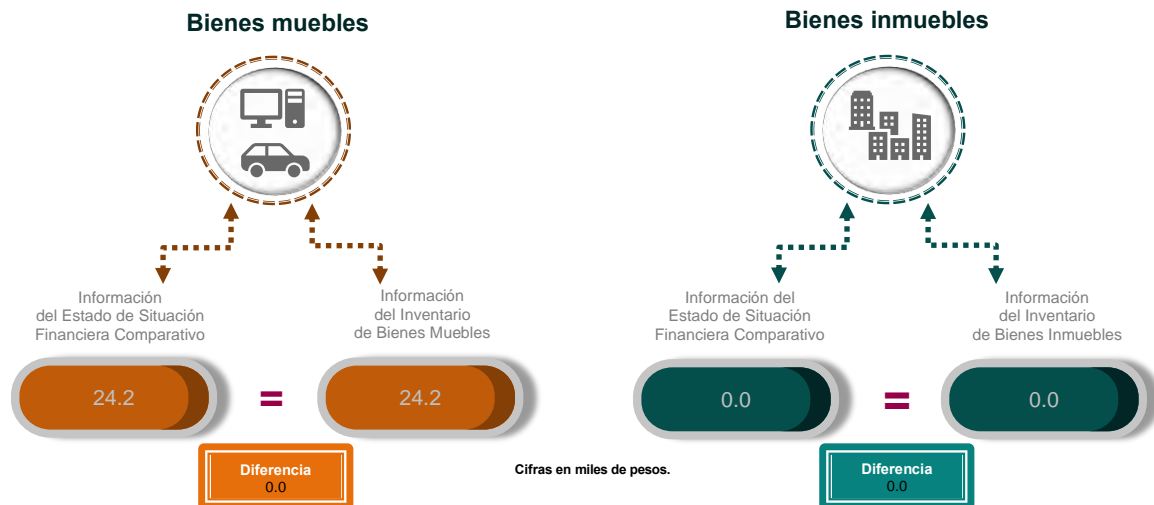 Bienes muebles
Información
del Estado de Situación
Financiera Comparativo
Información
del Inventario
de Bienes Muebles
24.2
=
24.2
Diferencia
0.0
Cifras en miles de pesos.
Bienes inmuebles
Información del
Estado de Situación
Financiera Comparativo
Información
del Inventario
de Bienes Inmuebles
0.0
=
0.0
Diferencia
0.0